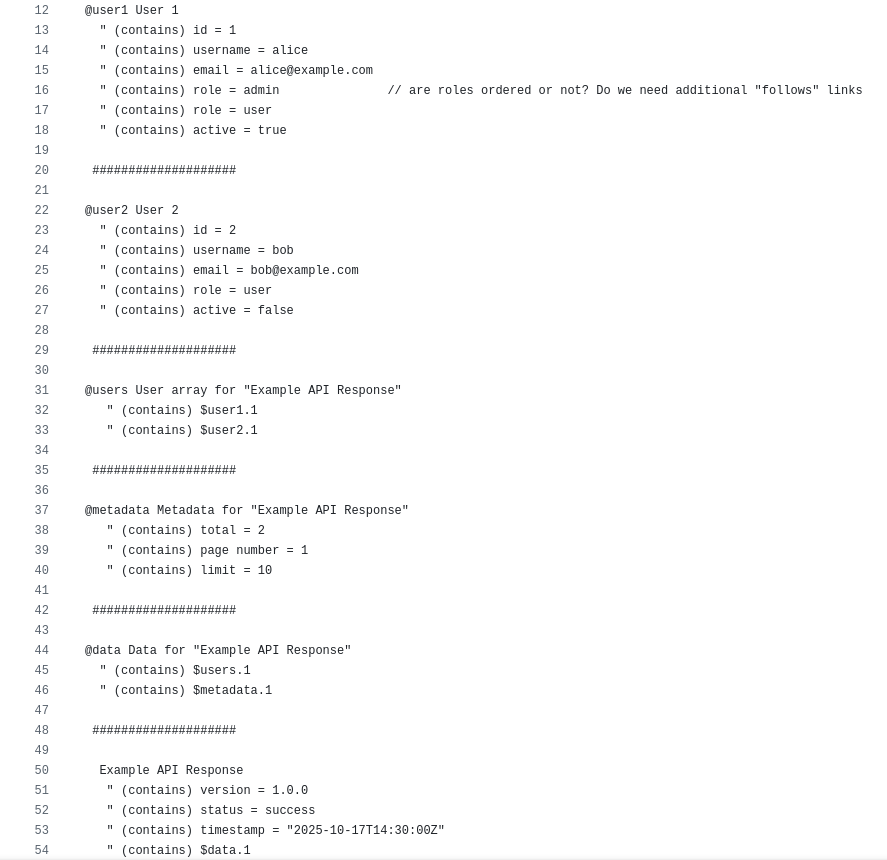 12 @user1 User 1
13 " (contains) id = 1
14 " (contains) username = alice
15 " (contains) email = alice@example.com
16 " (contains) role = admin // are roles ordered or not? Do we need additional "follows" links
17 " (contains) role = user
18 " (contains) active = true
19
20 ####################
21
22 @user2 User 2
23 " (contains) id = 2
24 " (contains) username = bob
25 " (contains) email = bob@example.com
26 " (contains) role = user
27 " (contains) active = false
28
29 ####################
30
31 @users User array for "Example API Response"
32 " (contains) $user1.1
33 " (contains) $user2.1
34
35 ####################
36
37 @metadata Metadata for "Example API Response"
38 " (contains) total = 2
39 " (contains) page number = 1
40 " (contains) limit = 10
41
42 ####################
43
44 @data Data for "Example API Response"
45 " (contains) $users.1
46 " (contains) $metadata.1
47
48 ####################
49
50 Example API Response
51 " (contains) version = 1.0.0
52 " (contains) status = success
53 " (contains) timestamp = "2025-10-17T14:30:00Z"
54 " (contains) $data.1